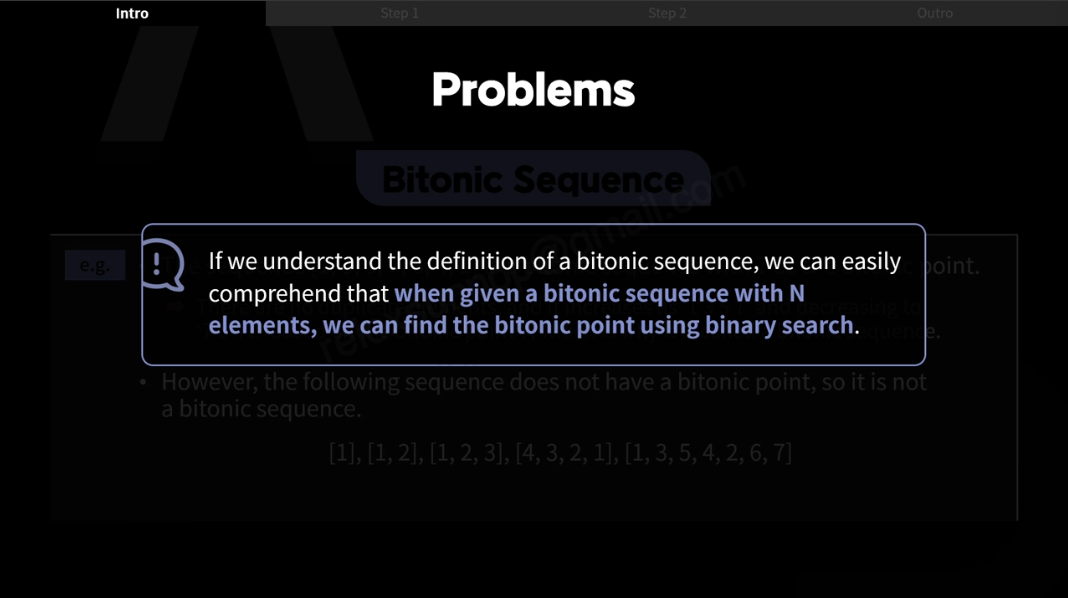 Intro
Step 1
Step 2
Outro
Problems
Bitonic Sequence
e.g.
point.
If we understand the definition of a bitonic sequence, we can easily
comprehend that when given a bitonic sequence with N
elements, we can find the bitonic point using binary search.
• However, the following sequence does not have a bitonic point, so it is not
a bitonic sequence.
[1], [1, 2], [1, 2, 3], [4, 3, 2, 1], [1, 3, 5, 4, 2, 6, 7]